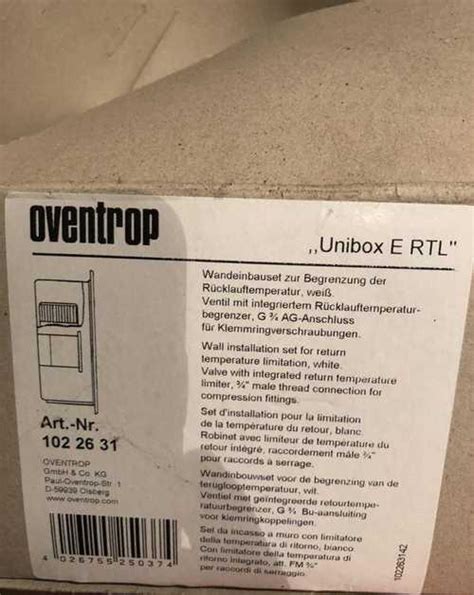 oventrop
„Unibox E RTL"
Wandeinbauset zur Begrenzung der
Rücklauftemperatur, weiß.
Ventil mit integriertem Rücklauftemperatur-
begrenzer, G ¾ AG-Anschluss
für Klemmringverschraubungen.
Wall installation set for return
temperature limitation, white.
Valve with integrated return temperature
limiter, ¾" male thread connection for
compression fittings.
Set d'installation pour la limitation
de la température du retour, blanc.
Robinet avec limiteur de température du
retour intégré, raccordement mâle ¾"
pour raccords à serrage.
Wandinbouwset voor de begrenzing van de
teruglooptemperatuur, wit.
Ventiel met geïntegreerde retourtempe-
ratuurbegrenzer, G ¾ Bu-aansluiting
voor klemringkoppelingen.
Set da incasso a muro con limitatore
della temperatura di ritorno, bianco
Con limitatore della temperatura di
ritorno integrato, att. FM ¾"
per raccordi di serraggio.
Art.-Nr.
102 26 31
OVENTROP
GmbH & Co. KG
Paul-Oventrop-Str. 1
D-59939 Olsberg
www.oventrop.com
4 026755 250374
102263142